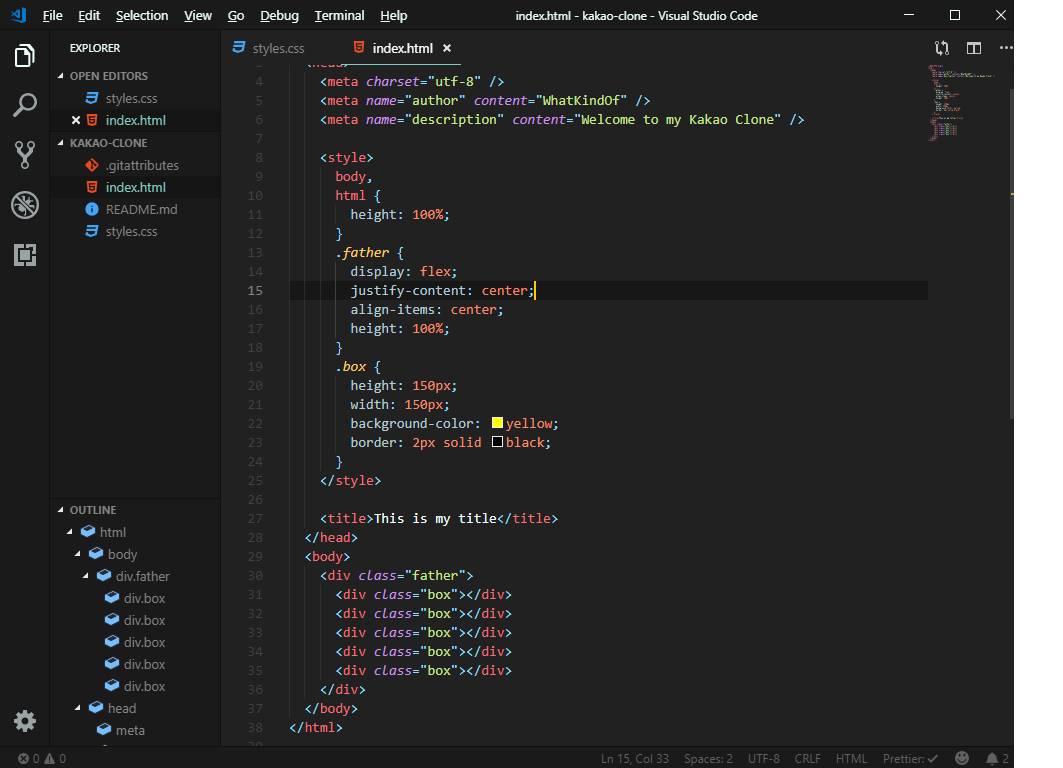 File Edit Selection View Go Debug Terminal Help index.html - kakao-clone - Visual Studio Code
EXPLORER
OPEN EDITORS
styles.css
index.html
KAKAO-CLONE
.gitattributes
index.html
README.md
styles.css
OUTLINE
html
body
div.father
div.box
div.box
div.box
div.box
div.box
head
meta
styles.css index.html
4 <meta charset="utf-8" />
5 <meta name="author" content="WhatKindOf" />
6 <meta name="description" content="Welcome to my Kakao Clone" />
7
8 <style>
9 body,
10 html {
11 height: 100%;
12 }
13 .father {
14 display: flex;
15 justify-content: center;
16 align-items: center;
17 height: 100%;
18 }
19 .box {
20 height: 150px;
21 width: 150px;
22 background-color: yellow;
23 border: 2px solid black;
24 }
25 </style>
26
27 <title>This is my title</title>
28 </head>
29 <body>
30 <div class="father">
31 <div class="box"></div>
32 <div class="box"></div>
33 <div class="box"></div>
34 <div class="box"></div>
35 <div class="box"></div>
36 </div>
37 </body>
38 </html>
0 0 Ln 15, Col 33 Spaces: 2 UTF-8 CRLF HTML Prettier: ✓ 2